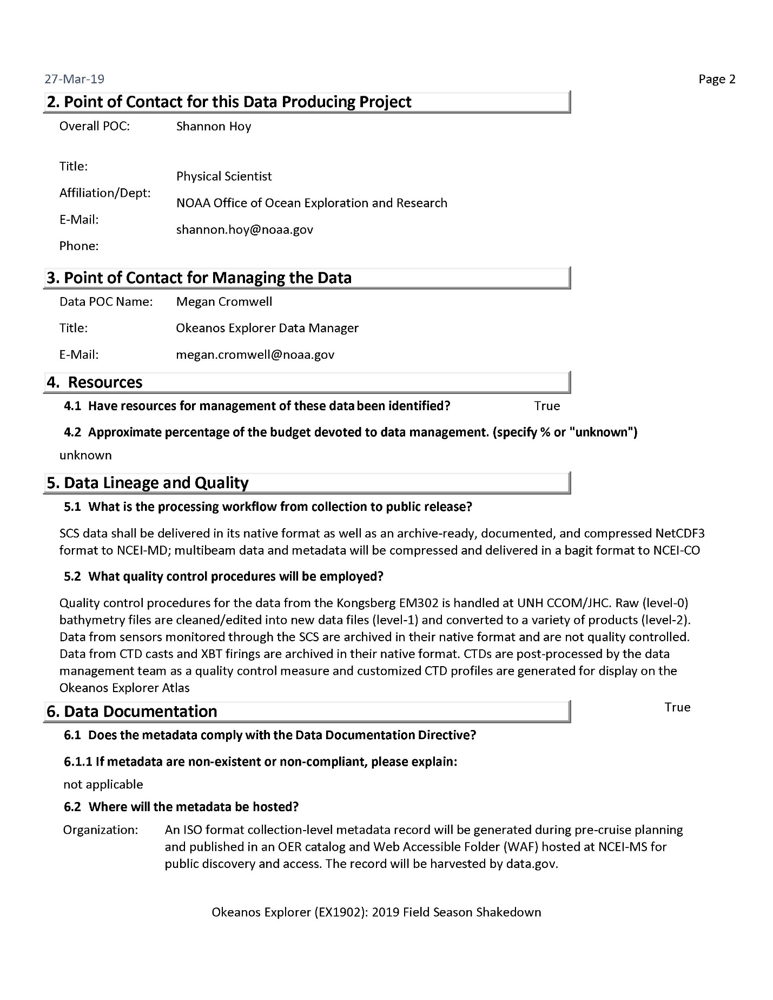 27-Mar-19 Page 2
2. Point of Contact for this Data Producing Project
Overall POC: Shannon Hoy
Title:
Physical Scientist
Affiliation/Dept:
NOAA Office of Ocean Exploration and Research
E-Mail:
shannon.hoy@noaa.gov
Phone:
3. Point of Contact for Managing the Data
Data POC Name: Megan Cromwell
Title: Okeanos Explorer Data Manager
E-Mail: megan.cromwell@noaa.gov
4. Resources
4.1 Have resources for management of these data been identified? True
4.2 Approximate percentage of the budget devoted to data management. (specify % or "unknown")
unknown
5. Data Lineage and Quality
5.1 What is the processing workflow from collection to public release?
SCS data shall be delivered in its native format as well as an archive-ready, documented, and compressed NetCDF3
format to NCEI-MD; multibeam data and metadata will be compressed and delivered in a bagit format to NCEI-CO
5.2 What quality control procedures will be employed?
Quality control procedures for the data from the Kongsberg EM302 is handled at UNH CCOM/JHC. Raw (level-0)
bathymetry files are cleaned/edited into new data files (level-1) and converted to a variety of products (level-2).
Data from sensors monitored through the SCS are archived in their native format and are not quality controlled.
Data from CTD casts and XBT firings are archived in their native format. CTDs are post-processed by the data
management team as a quality control measure and customized CTD profiles are generated for display on the
Okeanos Explorer Atlas
6. Data Documentation True
6.1 Does the metadata comply with the Data Documentation Directive?
6.1.1 If metadata are non-existent or non-compliant, please explain:
not applicable
6.2 Where will the metadata be hosted?
Organization: An ISO format collection-level metadata record will be generated during pre-cruise planning
and published in an OER catalog and Web Accessible Folder (WAF) hosted at NCEI-MS for
public discovery and access. The record will be harvested by data.gov.
Okeanos Explorer (EX1902): 2019 Field Season Shakedown